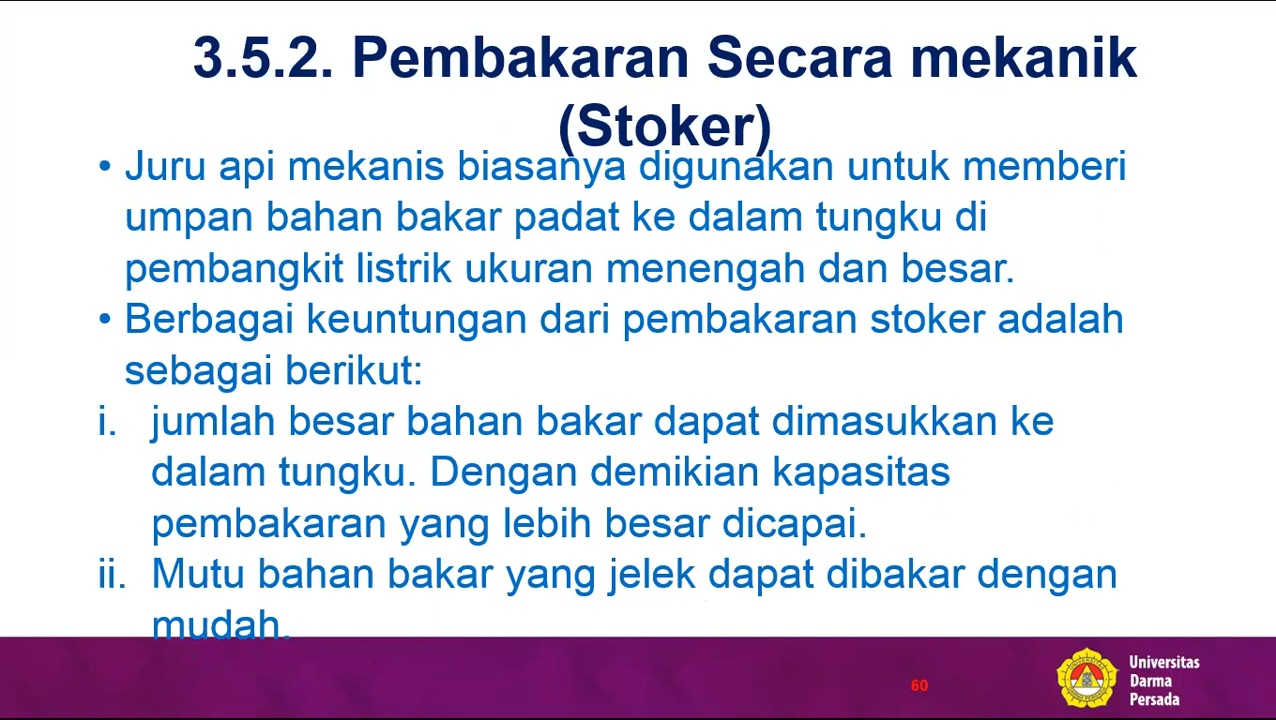 3.5.2. Pembakaran Secara mekanik
(Stoker)
• Juru api mekanis biasanya digunakan untuk memberi
umpan bahan bakar padat ke dalam tungku di
pembangkit listrik ukuran menengah dan besar.
• Berbagai keuntungan dari pembakaran stoker adalah
sebagai berikut:
i. jumlah besar bahan bakar dapat dimasukkan ke
dalam tungku. Dengan demikian kapasitas
pembakaran yang lebih besar dicapai.
ii. Mutu bahan bakar yang jelek dapat dibakar dengan
mudah.
60
Universitas
Darma
Persada